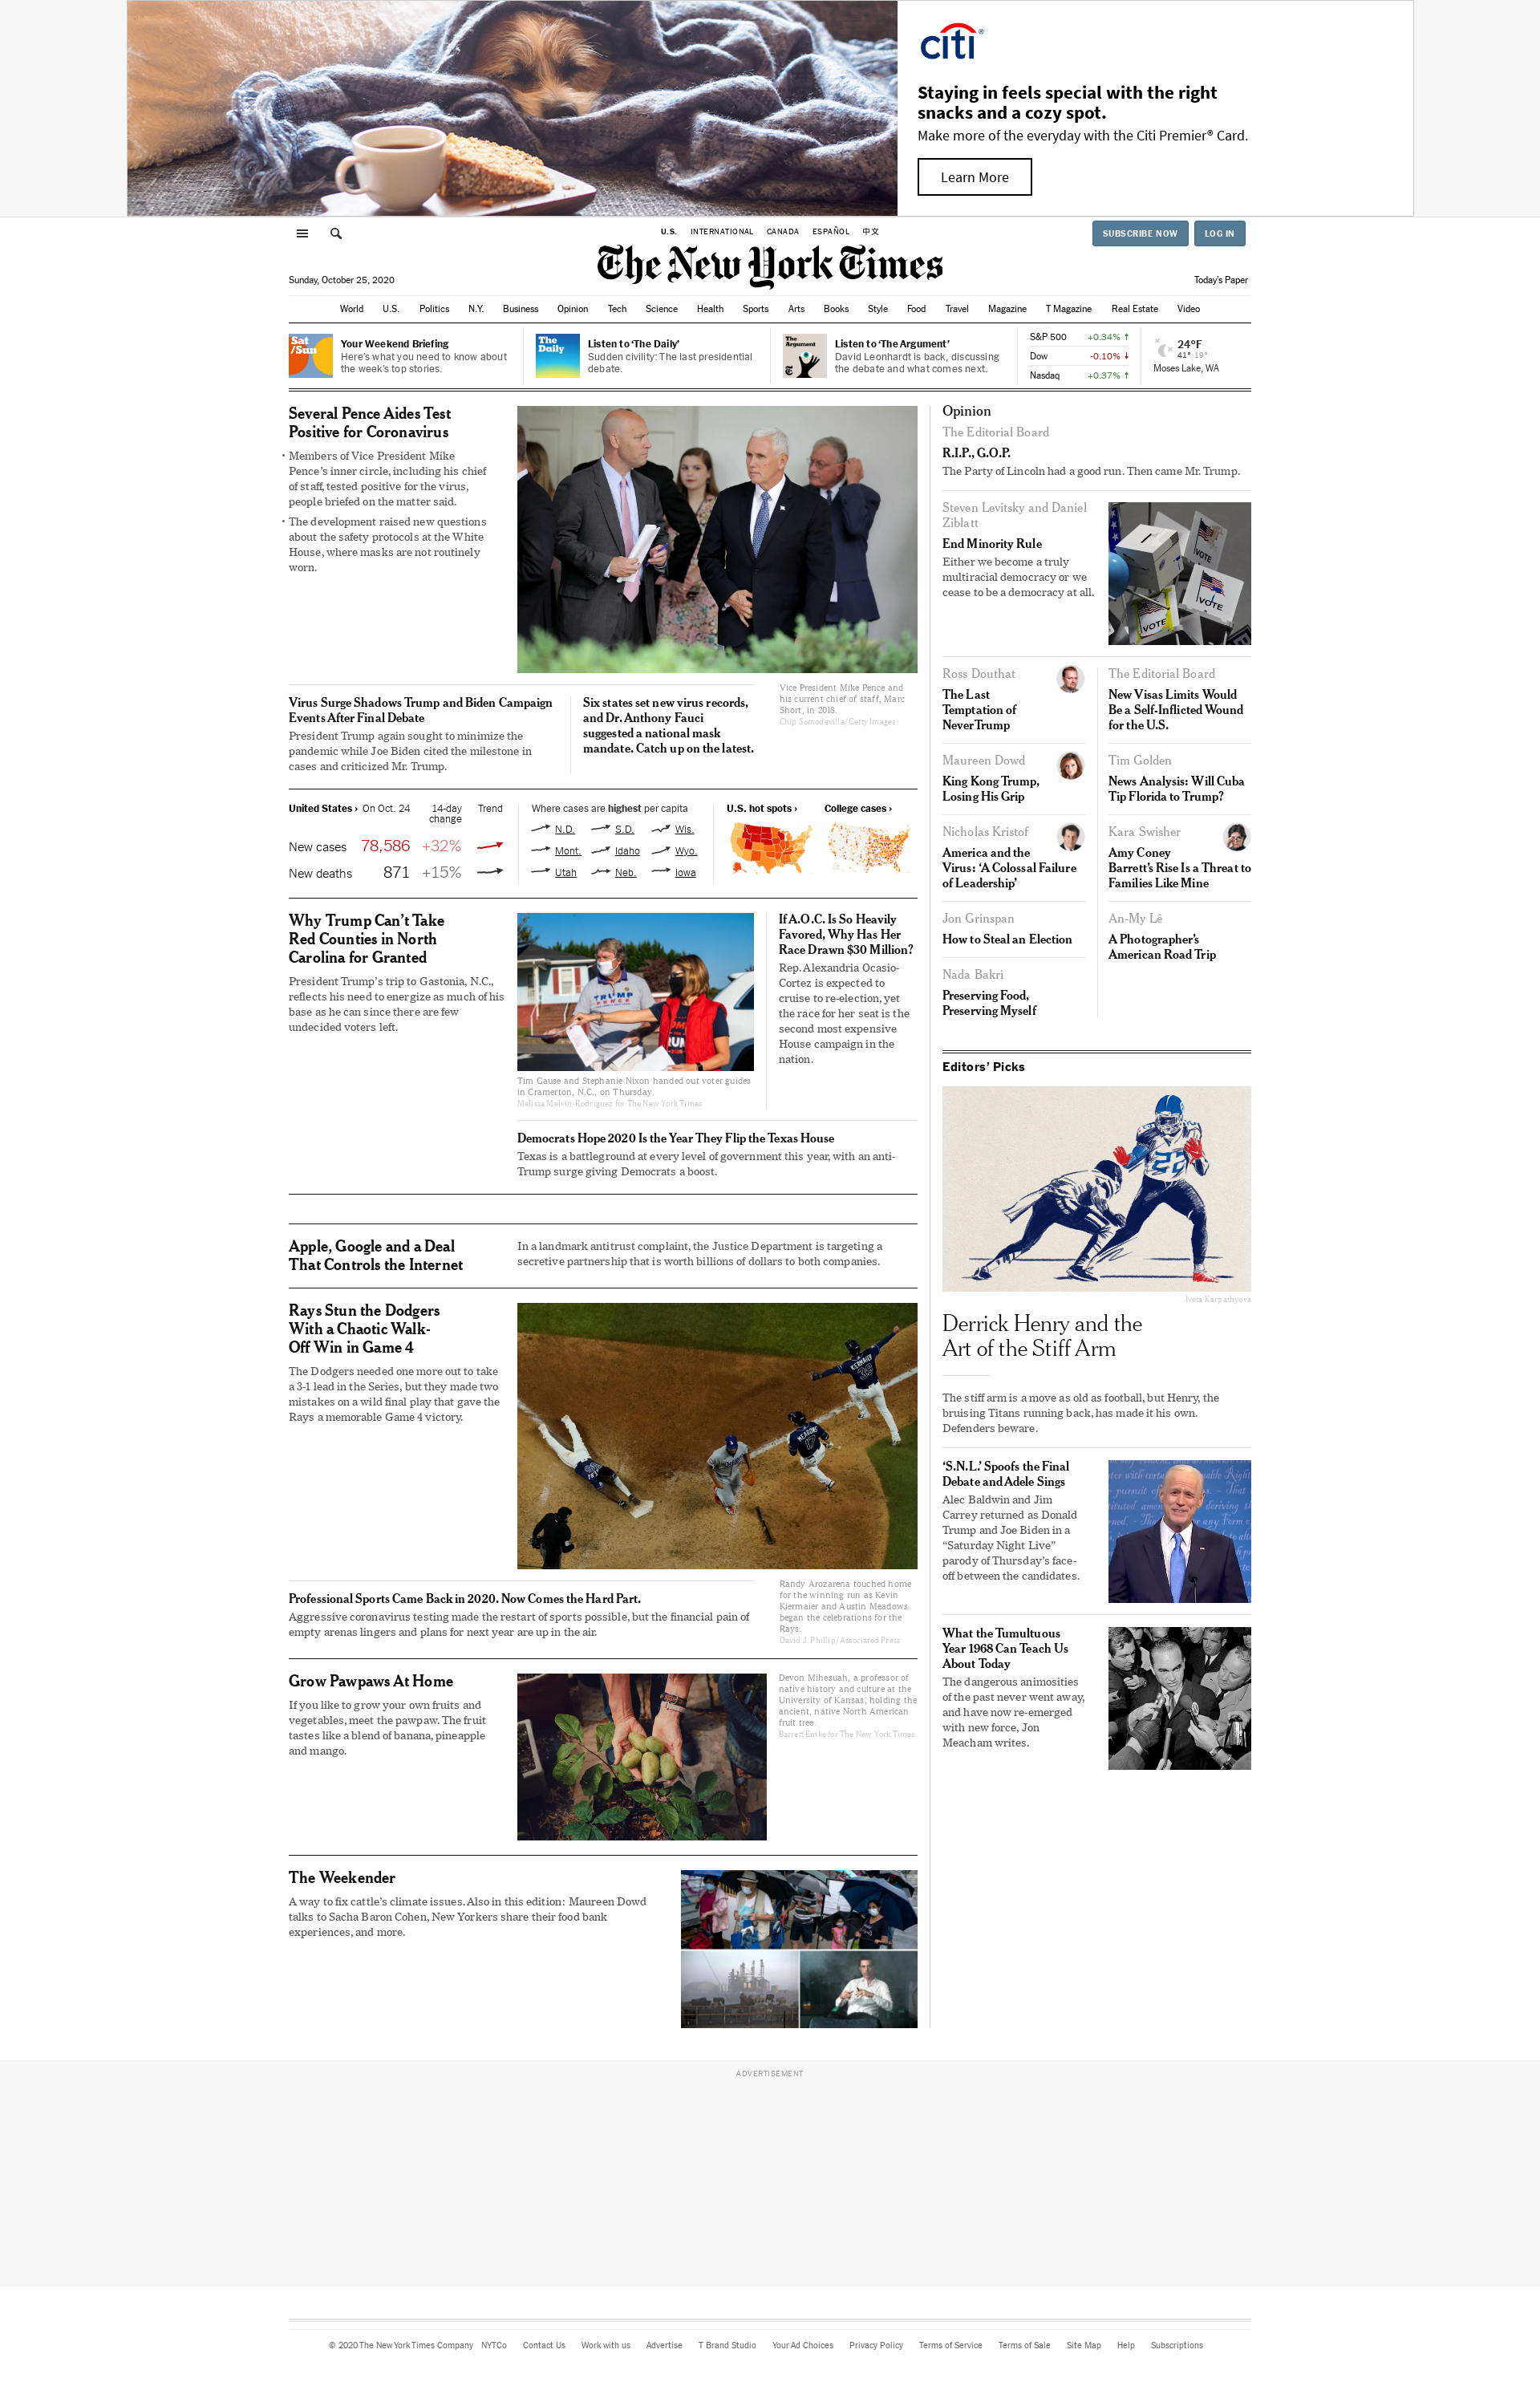 citi®
Staying in feels special with the right
snacks and a cozy spot.
Make more of the everyday with the Citi Premier® Card.
Learn More
U.S. INTERNATIONAL CANADA ESPAÑOL 中文
SUBSCRIBE NOW LOG IN
The New York Times
Sunday, October 25, 2020
Today's Paper
World U.S. Politics N.Y. Business Opinion Tech Science Health Sports Arts Books Style Food Travel Magazine T Magazine Real Estate Video
Sat
/Sun
Your Weekend Briefing
Here's what you need to know about
the week's top stories.
The
Daily
Listen to ‘The Daily’
Sudden civility: The last presidential
debate.
The
Argument
Listen to ‘The Argument’
David Leonhardt is back, discussing
the debate and what comes next.
S&P 500 +0.34% ↑
Dow -0.10% ↓
Nasdaq +0.37% ↑
24°F
41° 19°
Moses Lake, WA
Several Pence Aides Test
Positive for Coronavirus
• Members of Vice President Mike
Pence’s inner circle, including his chief
of staff, tested positive for the virus,
people briefed on the matter said.
• The development raised new questions
about the safety protocols at the White
House, where masks are not routinely
worn.
Vice President Mike Pence and
his current chief of staff, Marc
Short, in 2018.
Chip Somodevilla/Getty Images
Virus Surge Shadows Trump and Biden Campaign
Events After Final Debate
President Trump again sought to minimize the
pandemic while Joe Biden cited the milestone in
cases and criticized Mr. Trump.
Six states set new virus records,
and Dr. Anthony Fauci
suggested a national mask
mandate. Catch up on the latest.
United States › On Oct. 24 14-day Trend
change
New cases 78,586 +32%
New deaths 871 +15%
Where cases are highest per capita
N.D. S.D. Wis.
Mont. Idaho Wyo.
Utah Neb. Iowa
U.S. hot spots › College cases ›
Why Trump Can’t Take
Red Counties in North
Carolina for Granted
President Trump’s trip to Gastonia, N.C.,
reflects his need to energize as much of his
base as he can since there are few
undecided voters left.
TRUMP
PENCE
Tim Gause and Stephanie Nixon handed out voter guides
in Cramerton, N.C., on Thursday.
Melissa Melvin-Rodriguez for The New York Times
If A.O.C. Is So Heavily
Favored, Why Has Her
Race Drawn $30 Million?
Rep. Alexandria Ocasio-
Cortez is expected to
cruise to re-election, yet
the race for her seat is the
second most expensive
House campaign in the
nation.
Democrats Hope 2020 Is the Year They Flip the Texas House
Texas is a battleground at every level of government this year, with an anti-
Trump surge giving Democrats a boost.
Apple, Google and a Deal
That Controls the Internet
In a landmark antitrust complaint, the Justice Department is targeting a
secretive partnership that is worth billions of dollars to both companies.
Rays Stun the Dodgers
With a Chaotic Walk-
Off Win in Game 4
The Dodgers needed one more out to take
a 3-1 lead in the Series, but they made two
mistakes on a wild final play that gave the
Rays a memorable Game 4 victory.
KIERMAIER
39
MEADOWS
17
Randy Arozarena touched home
for the winning run as Kevin
Kiermaier and Austin Meadows
began the celebrations for the
Rays.
David J. Phillip/Associated Press
Professional Sports Came Back in 2020. Now Comes the Hard Part.
Aggressive coronavirus testing made the restart of sports possible, but the financial pain of
empty arenas lingers and plans for next year are up in the air.
Grow Pawpaws At Home
If you like to grow your own fruits and
vegetables, meet the pawpaw. The fruit
tastes like a blend of banana, pineapple
and mango.
Devon Mihesuah, a professor of
native history and culture at the
University of Kansas, holding the
ancient, native North American
fruit tree.
Barrett Emke for The New York Times
The Weekender
A way to fix cattle’s climate issues. Also in this edition: Maureen Dowd
talks to Sacha Baron Cohen, New Yorkers share their food bank
experiences, and more.
Opinion
The Editorial Board
R.I.P., G.O.P.
The Party of Lincoln had a good run. Then came Mr. Trump.
Steven Levitsky and Daniel
Ziblatt
End Minority Rule
Either we become a truly
multiracial democracy or we
cease to be a democracy at all.
VOTE
VOTE
VOTE
Ross Douthat
The Last
Temptation of
NeverTrump
The Editorial Board
New Visas Limits Would
Be a Self-Inflicted Wound
for the U.S.
Maureen Dowd
King Kong Trump,
Losing His Grip
Tim Golden
News Analysis: Will Cuba
Tip Florida to Trump?
Nicholas Kristof
America and the
Virus: ‘A Colossal Failure
of Leadership’
Kara Swisher
Amy Coney
Barrett’s Rise Is a Threat to
Families Like Mine
Jon Grinspan
How to Steal an Election
An-My Lê
A Photographer’s
American Road Trip
Nada Bakri
Preserving Food,
Preserving Myself
Editors’ Picks
22
Iveta Karpathyova
Derrick Henry and the
Art of the Stiff Arm
The stiff arm is a move as old as football, but Henry, the
bruising Titans running back, has made it his own.
Defenders beware.
‘S.N.L.’ Spoofs the Final
Debate and Adele Sings
Alec Baldwin and Jim
Carrey returned as Donald
Trump and Joe Biden in a
“Saturday Night Live”
parody of Thursday’s face-
off between the candidates.
What the Tumultuous
Year 1968 Can Teach Us
About Today
The dangerous animosities
of the past never went away,
and have now re-emerged
with new force, Jon
Meacham writes.
ADVERTISEMENT
© 2020 The New York Times Company NYTCo Contact Us Work with us Advertise T Brand Studio Your Ad Choices Privacy Policy Terms of Service Terms of Sale Site Map Help Subscriptions